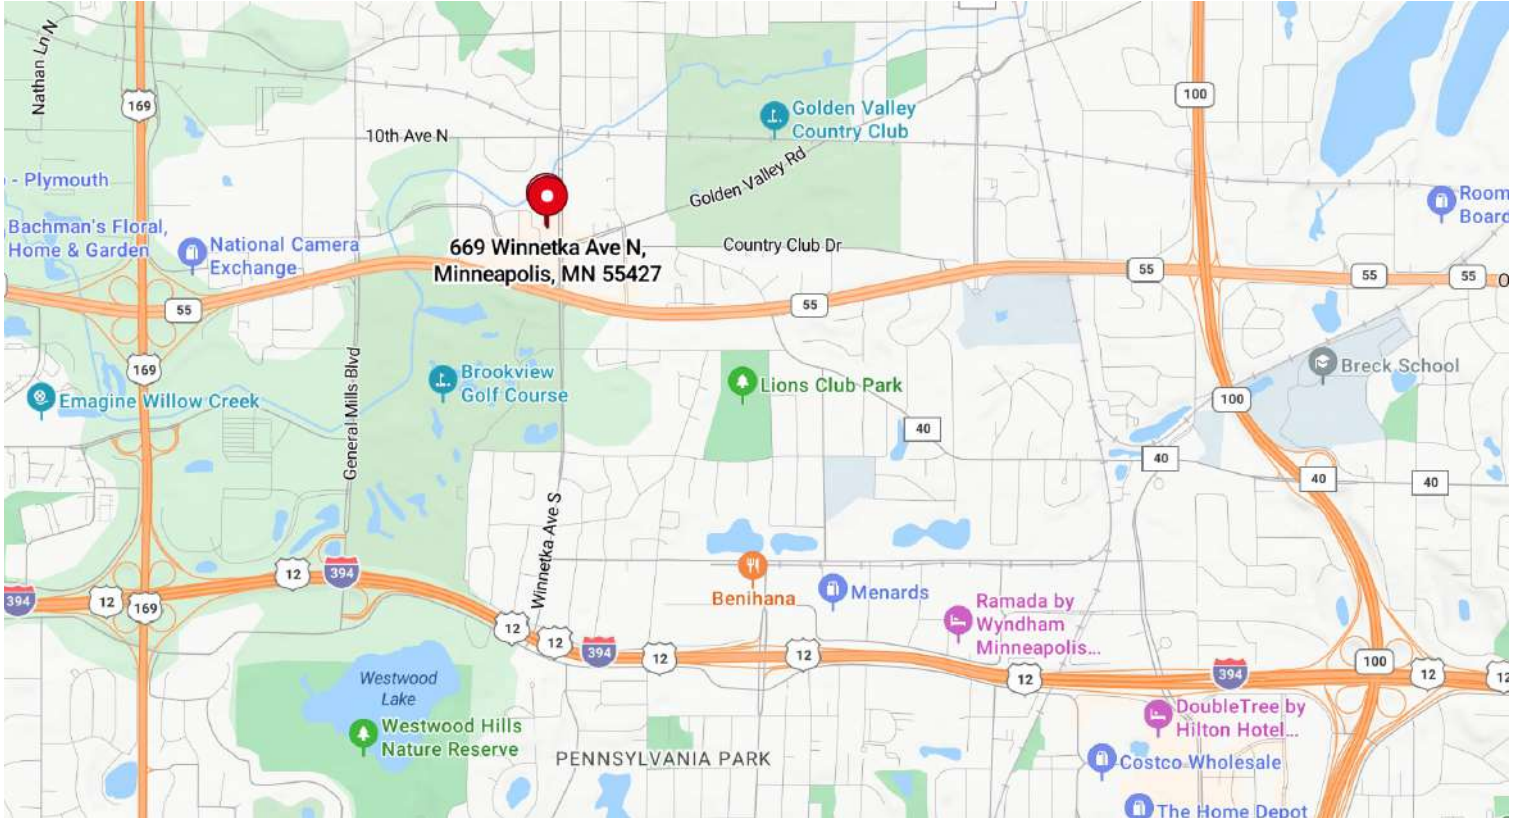 Nathan Ln N
169
100
Golden Valley
Country Club
10th Ave N
Golden Valley Rd
- Plymouth
Room
Board
Bachman's Floral,
Home & Garden
National Camera
Exchange
669 Winnetka Ave N,
Minneapolis, MN 55427
Country Club Dr
55
55
55
55
55
O
169
General Mills Blvd
Brookview
Golf Course
Lions Club Park
Breck School
Emagine Willow Creek
100
40
40
40
40
Winnetka Ave S
394
12
169
12
394
Benihana
Menards
Ramada by
Wyndham
Minneapolis...
12
12
394
12
12
12
394
100
12
12
Westwood
Lake
Westwood Hills
Nature Reserve
PENNSYLVANIA PARK
DoubleTree by
Hilton Hotel...
Costco Wholesale
The Home Depot